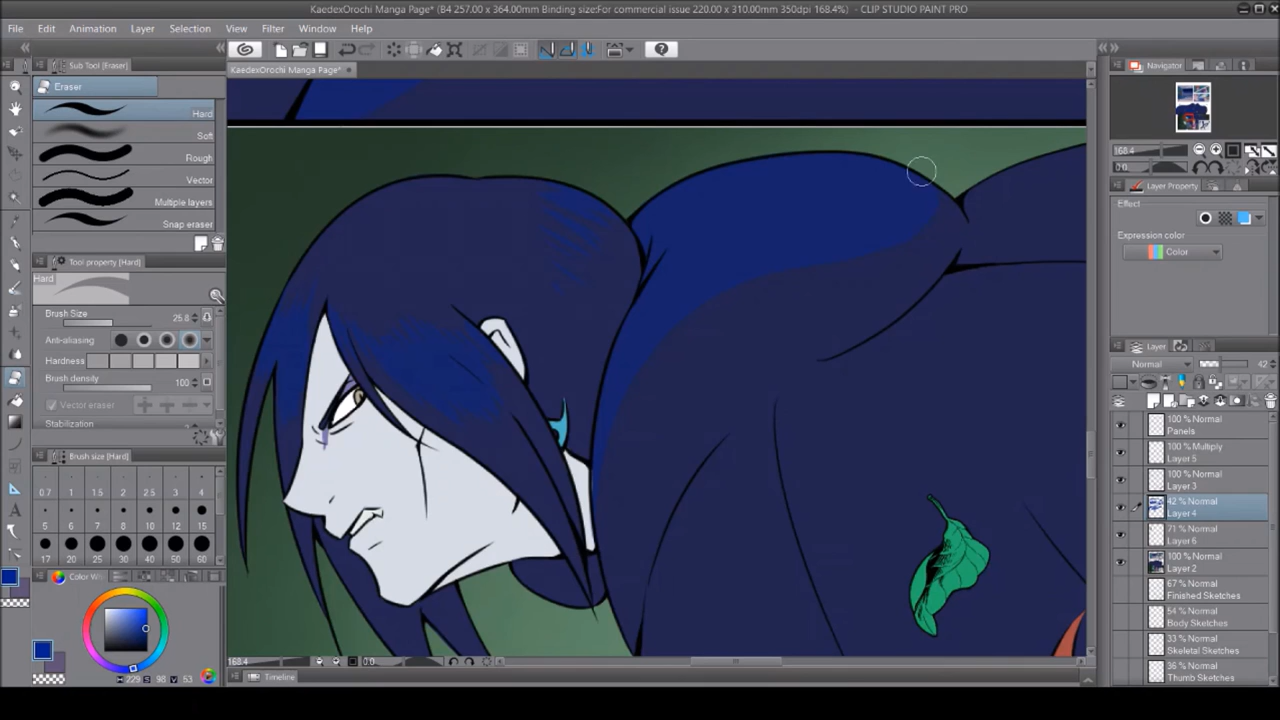 KaedexOrochi Manga Page* (B4 257.00 x 364.00mm Binding size:For commercial issue 220.00 x 310.00mm 350dpi 168.4%) - CLIP STUDIO PAINT PRO
File Edit Animation Layer Selection View Filter Window Help
Sub Tool (Eraser)
KaedexOrochi Manga Page*
Navigator
Eraser
Hard
Soft
Rough
Vector
Multiple layers
Snap eraser
168.4
0.0
Layer Property
Effect
Expression color
Color
Tool property [Hard]
Hard
Brush Size 25.8
Anti-aliasing
Hardness
Brush density 100
Vector eraser
Stabilization
Layer
Normal 42
100 % Normal
Panels
100 % Multiply
Layer 5
100 % Normal
Layer 3
42 % Normal
Layer 4
71 % Normal
Layer 6
100 % Normal
Layer 2
67 % Normal
Finished Sketches
54 % Normal
Body Sketches
33 % Normal
Skeletal Sketches
36 % Normal
Thumb Sketches
Brush size [Hard]
0.7 1 1.5 2 2.5 3 4
5 6 7 8 10 12 15
17 20 25 30 40 50 60
Color W
H 229 S 98 V 53
168.4 0.0
Timeline